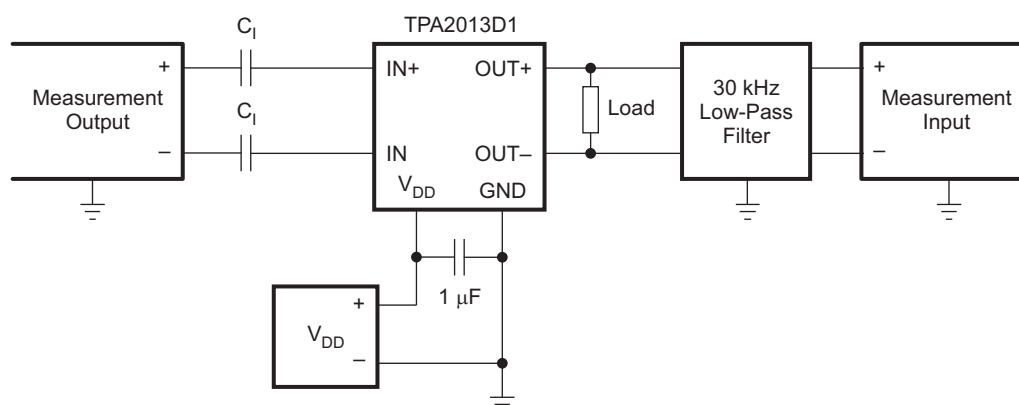 TPA2013D1
C_I
Measurement
Output
+
–
C_I
IN+
IN
V_DD
OUT+
OUT–
GND
Load
30 kHz
Low-Pass
Filter
+
–
Measurement
Input
1 μF
V_DD
+
–